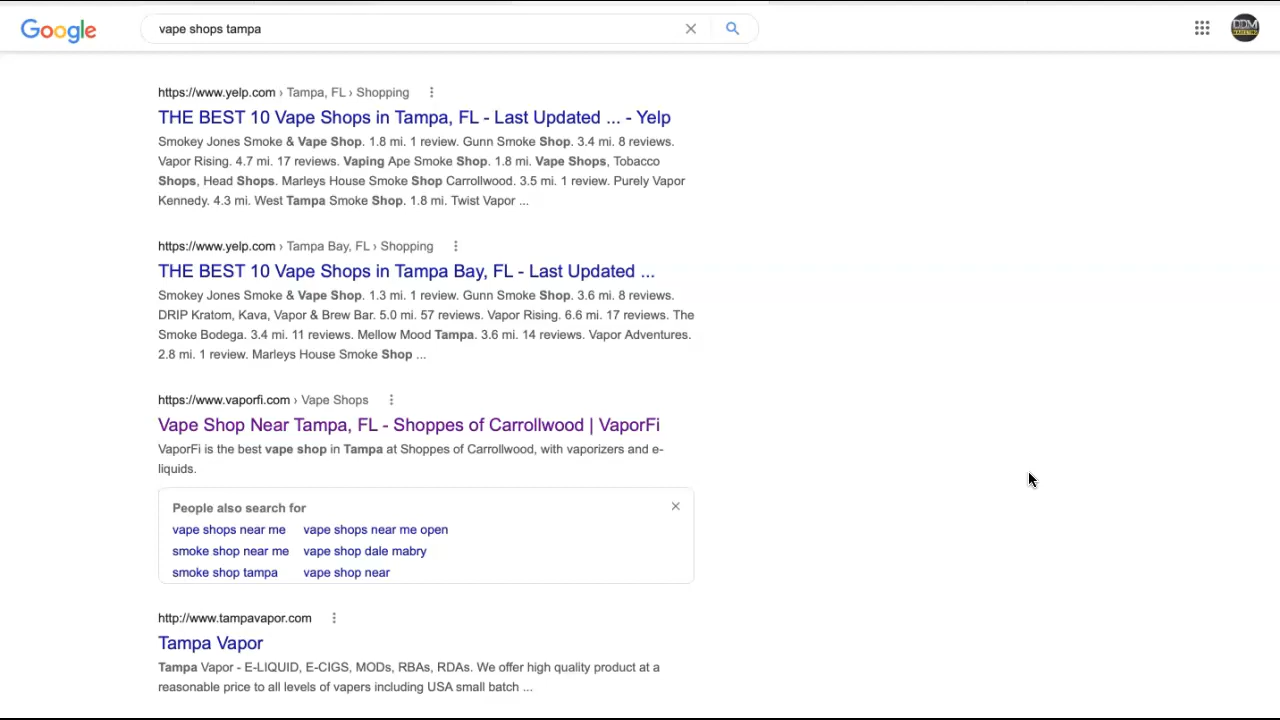 Google
vape shops tampa
DDM
https://www.yelp.com › Tampa, FL › Shopping
THE BEST 10 Vape Shops in Tampa, FL - Last Updated ... - Yelp
Smokey Jones Smoke & Vape Shop. 1.8 mi. 1 review. Gunn Smoke Shop. 3.4 mi. 8 reviews.
Vapor Rising. 4.7 mi. 17 reviews. Vaping Ape Smoke Shop. 1.8 mi. Vape Shops, Tobacco
Shops, Head Shops. Marleys House Smoke Shop Carrollwood. 3.5 mi. 1 review. Purely Vapor
Kennedy. 4.3 mi. West Tampa Smoke Shop. 1.8 mi. Twist Vapor ...
https://www.yelp.com › Tampa Bay, FL › Shopping
THE BEST 10 Vape Shops in Tampa Bay, FL - Last Updated ...
Smokey Jones Smoke & Vape Shop. 1.3 mi. 1 review. Gunn Smoke Shop. 3.6 mi. 8 reviews.
DRIP Kratom, Kava, Vapor & Brew Bar. 5.0 mi. 57 reviews. Vapor Rising. 6.6 mi. 17 reviews. The
Smoke Bodega. 3.4 mi. 11 reviews. Mellow Mood Tampa. 3.6 mi. 14 reviews. Vapor Adventures.
2.8 mi. 1 review. Marleys House Smoke Shop ...
https://www.vaporfi.com › Vape Shops
Vape Shop Near Tampa, FL - Shoppes of Carrollwood | VaporFi
VaporFi is the best vape shop in Tampa at Shoppes of Carrollwood, with vaporizers and e-
liquids.
People also search for
vape shops near me vape shops near me open
smoke shop near me vape shop dale mabry
smoke shop tampa vape shop near
http://www.tampavapor.com
Tampa Vapor
Tampa Vapor - E-LIQUID, E-CIGS, MODs, RBAs, RDAs. We offer high quality product at a
reasonable price to all levels of vapers including USA small batch ...